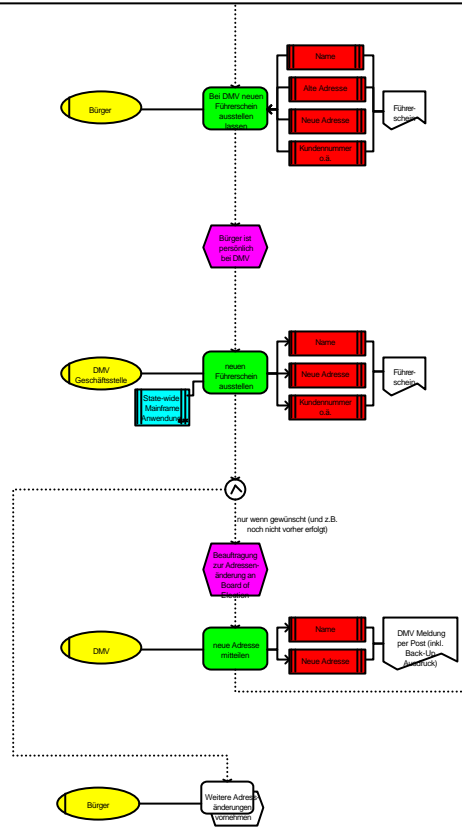 Name
Bei DMV neuen
Führerschein
ausstellen
lassen
Alte Adresse
Bürger
Führer-
schein
Neue Adresse
Kundennummer
o.ä.
Bürger ist
persönlich
bei DMV
Name
DMV
Geschäftsstelle
neuen
Führerschein
ausstellen
Neue Adresse
Führer-
schein
State-wide
Mainframe
Anwendung
Kundennummer
o.ä.
nur wenn gewünscht (und z.B.
noch nicht vorher erfolgt)
Beauftragung
zur Adressen-
änderung an
Board of
Election
Name
DMV
neue Adresse
mitteilen
Neue Adresse
DMV Meldung
per Post (inkl.
Back-Up
Ausdruck)
Bürger
Weitere Adress-
änderungen
vornehmen